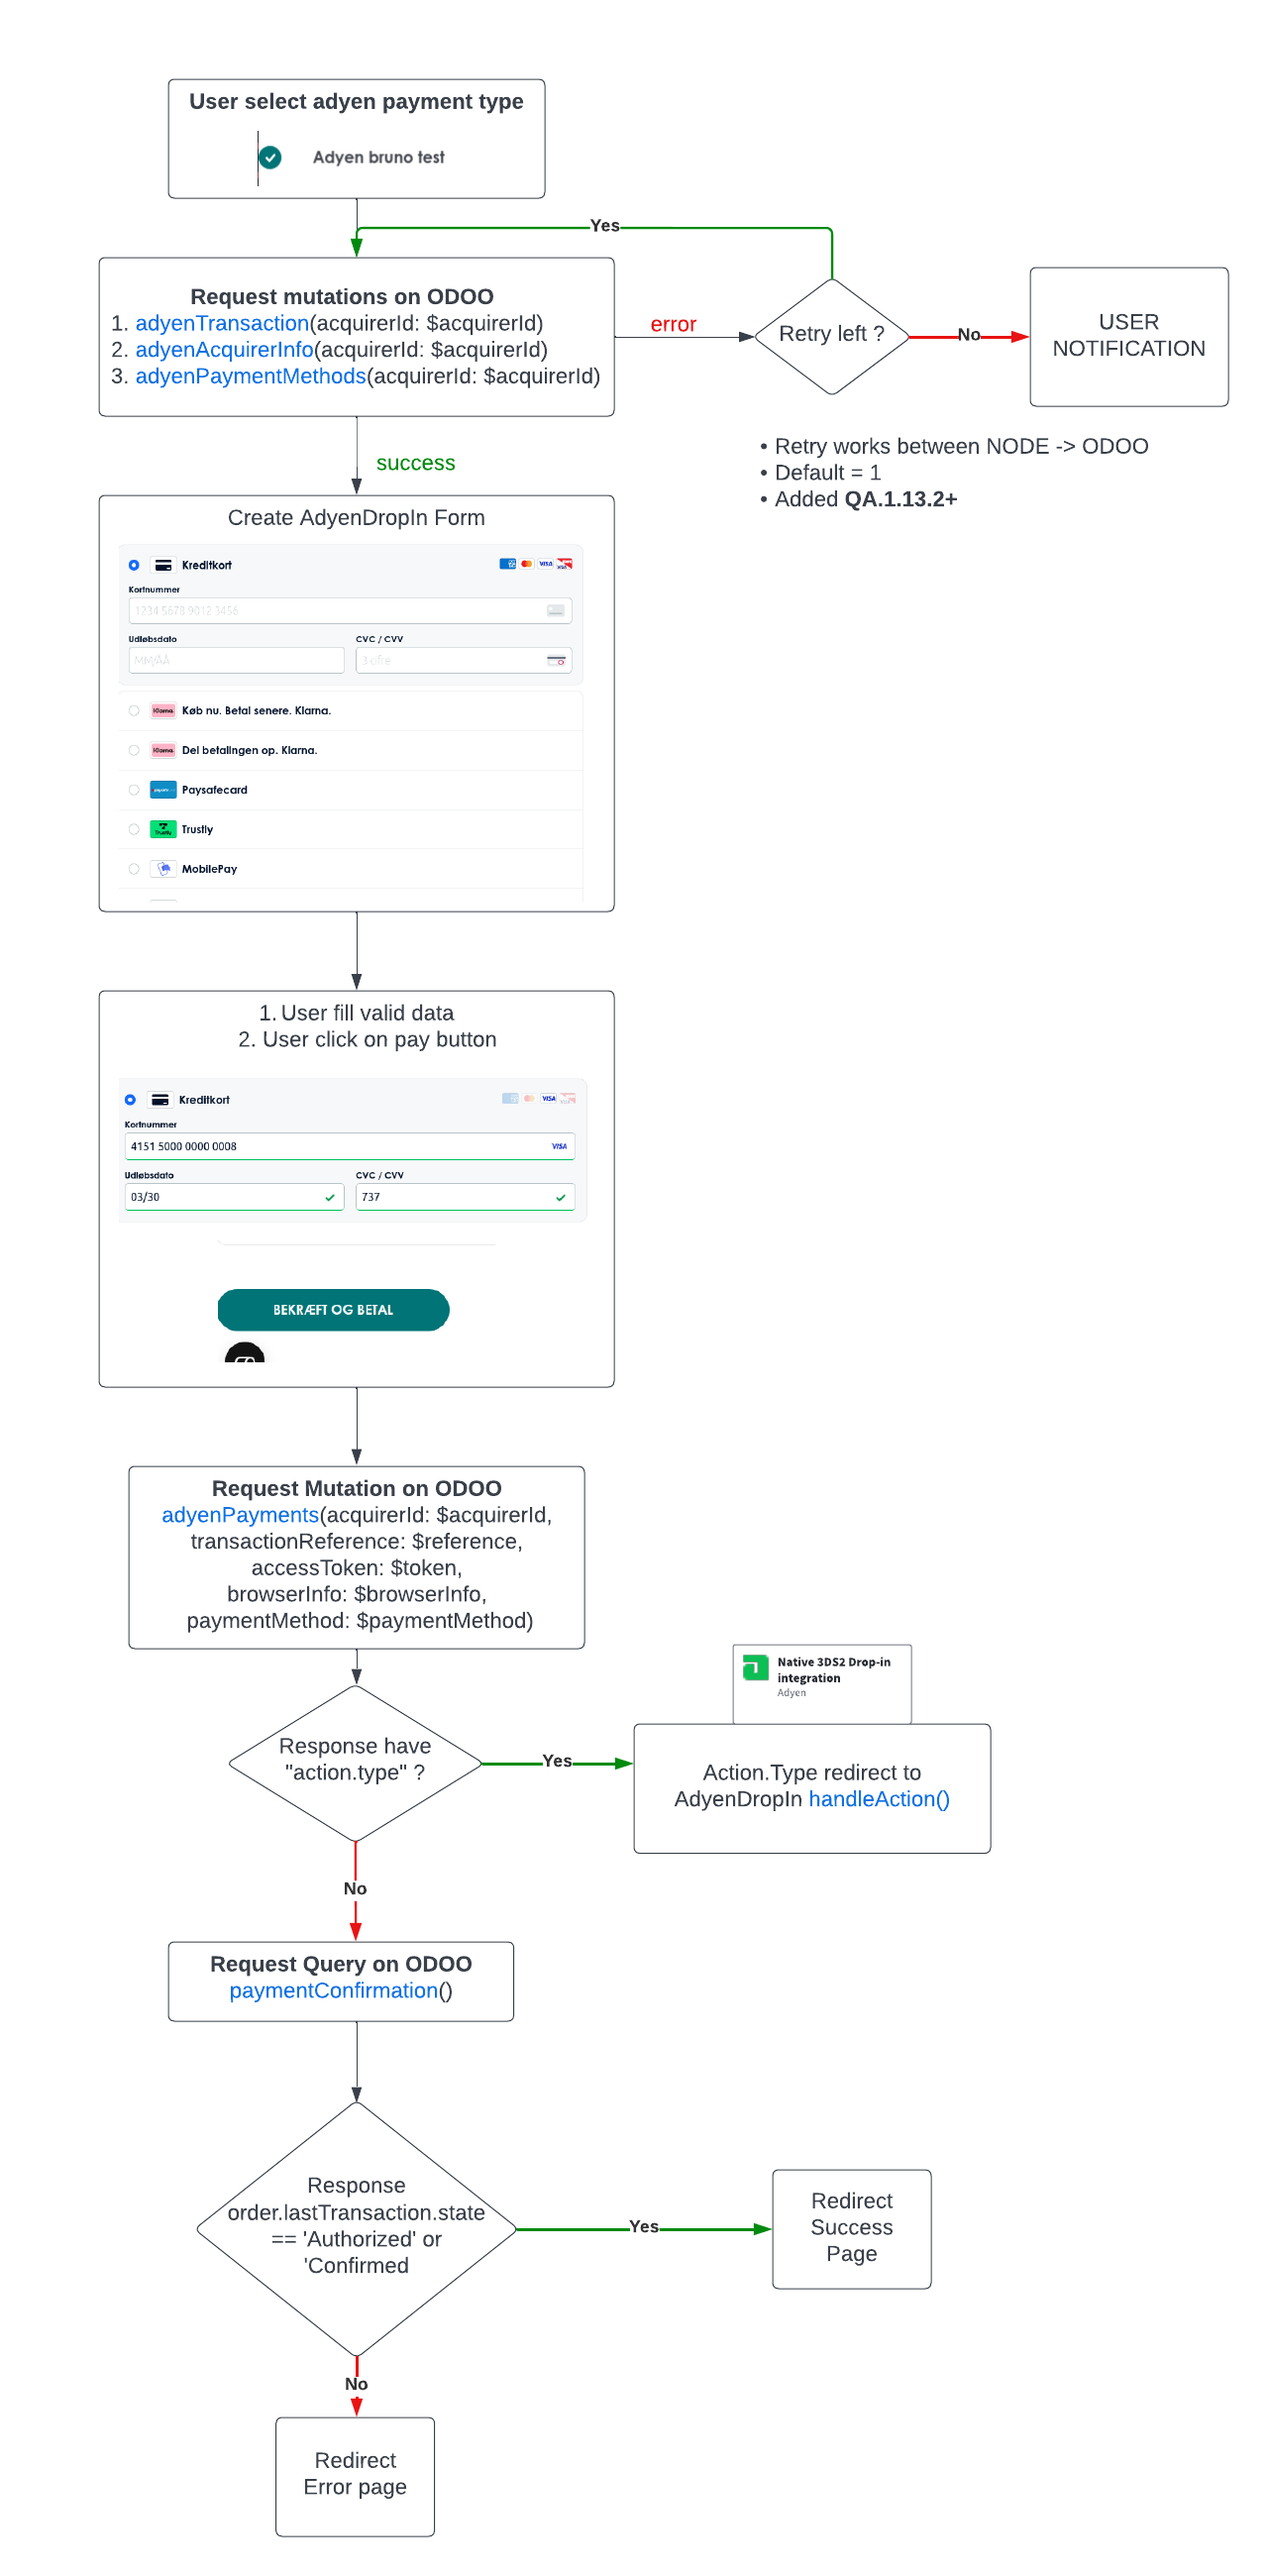 User select adyen payment type
Adyen bruno test
Yes
Request mutations on ODOO
1. adyenTransaction(acquirerId: $acquirerId)
2. adyenAcquirerInfo(acquirerId: $acquirerId)
3. adyenPaymentMethods(acquirerId: $acquirerId)
error
Retry left ?
No
USER
NOTIFICATION
• Retry works between NODE -> ODOO
• Default = 1
• Added QA.1.13.2+
success
Create AdyenDropIn Form
Kreditkort
VISA
Kortnummer
1234 5678 9012 3456
Udløbsdato
CVC / CVV
MM/ÅÅ
3 cifre
Klarna.
Køb nu. Betal senere. Klarna.
Klarna.
Del betalingen op. Klarna.
Paysafecard
Trustly
Trustly
MobilePay
1. User fill valid data
2. User click on pay button
Kreditkort
VISA
Kortnummer
4151 5000 0000 0008
VISA
Udløbsdato
CVC / CVV
03/30
737
BEKRÆFT OG BETAL
Request Mutation on ODOO
adyenPayments(acquirerId: $acquirerId,
transactionReference: $reference,
accessToken: $token,
browserInfo: $browserInfo,
paymentMethod: $paymentMethod)
Native 3DS2 Drop-in
integration
Adyen
Response have
"action.type" ?
Yes
Action.Type redirect to
AdyenDropIn handleAction()
No
Request Query on ODOO
paymentConfirmation()
Response
order.lastTransaction.state
== 'Authorized' or
'Confirmed
Yes
Redirect
Success
Page
No
Redirect
Error page